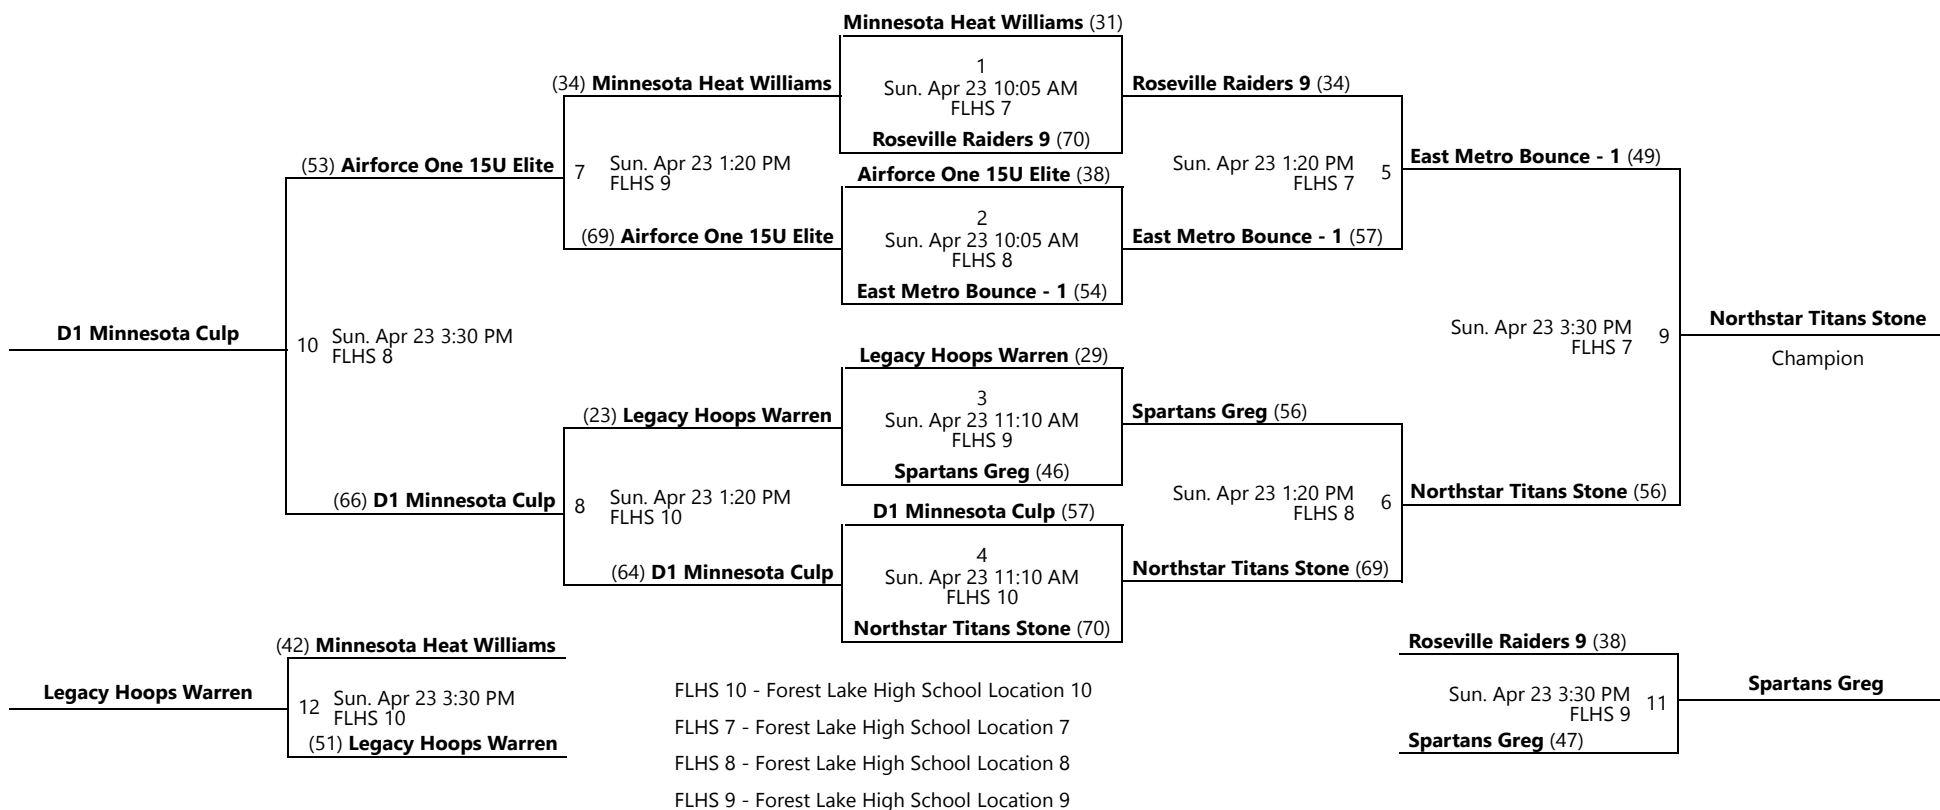 Minnesota Heat Williams (31)
1
Sun. Apr 23 10:05 AM
FLHS 7
Roseville Raiders 9 (70)
Airforce One 15U Elite (38)
2
Sun. Apr 23 10:05 AM
FLHS 8
East Metro Bounce - 1 (54)
Legacy Hoops Warren (29)
3
Sun. Apr 23 11:10 AM
FLHS 9
Spartans Greg (46)
D1 Minnesota Culp (57)
4
Sun. Apr 23 11:10 AM
FLHS 10
Northstar Titans Stone (70)
Roseville Raiders 9 (34)
Sun. Apr 23 1:20 PM
FLHS 7
5
East Metro Bounce - 1 (57)
Spartans Greg (56)
Sun. Apr 23 1:20 PM
FLHS 8
6
Northstar Titans Stone (69)
East Metro Bounce - 1 (49)
Sun. Apr 23 3:30 PM
FLHS 7
9
Northstar Titans Stone (56)
Northstar Titans Stone
Champion
(34) Minnesota Heat Williams
7
Sun. Apr 23 1:20 PM
FLHS 9
(69) Airforce One 15U Elite
(23) Legacy Hoops Warren
8
Sun. Apr 23 1:20 PM
FLHS 10
(64) D1 Minnesota Culp
(53) Airforce One 15U Elite
10
Sun. Apr 23 3:30 PM
FLHS 8
(66) D1 Minnesota Culp
D1 Minnesota Culp
(42) Minnesota Heat Williams
12
Sun. Apr 23 3:30 PM
FLHS 10
(51) Legacy Hoops Warren
Legacy Hoops Warren
FLHS 10 - Forest Lake High School Location 10
FLHS 7 - Forest Lake High School Location 7
FLHS 8 - Forest Lake High School Location 8
FLHS 9 - Forest Lake High School Location 9
Roseville Raiders 9 (38)
Sun. Apr 23 3:30 PM
FLHS 9
11
Spartans Greg (47)
Spartans Greg